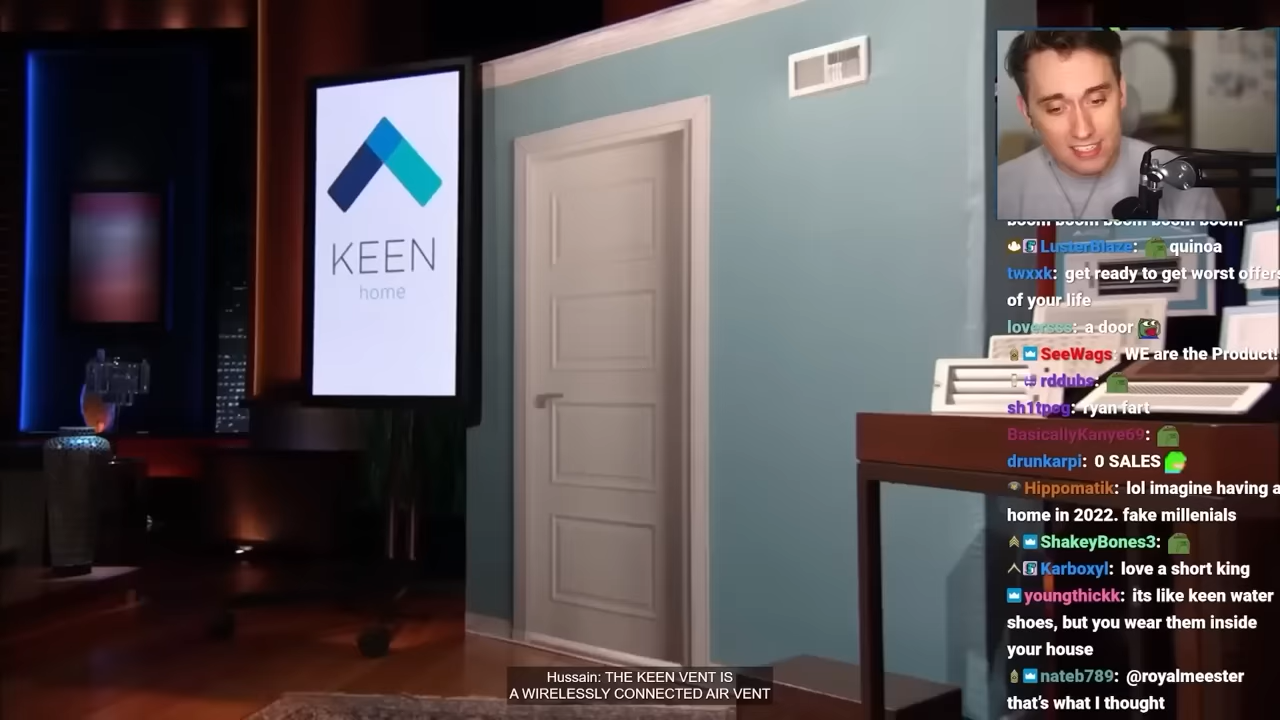 KEEN
home
boom boom boom boom boom
LusterBlaze: quinoa
twxxk: get ready to get worst offers
of your life
loversss: a door
SeeWags: WE are the Product!
rddubs:
sh1tpcg: ryan fart
BasicallyKanye69:
drunkarpi: 0 SALES
Hippomatik: lol imagine having a
home in 2022. fake millenials
ShakeyBones3:
Karboxyl: love a short king
youngthickk: its like keen water
shoes, but you wear them inside
your house
nateb789: @royalmeester
that's what I thought
Hussain: THE KEEN VENT IS
A WIRELESSLY CONNECTED AIR VENT